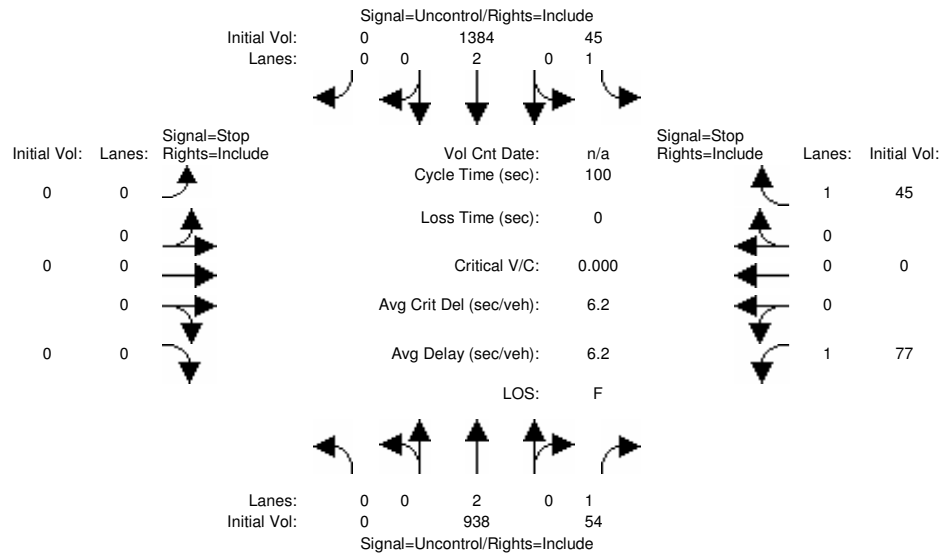 Signal=Uncontrol/Rights=Include
Initial Vol: 0 1384 45
Lanes: 0 0 2 0 1
Signal=Stop Signal=Stop
Initial Vol: Lanes: Rights=Include Vol Cnt Date: n/a Rights=Include Lanes: Initial Vol:
Cycle Time (sec): 100
0 0 1 45
Loss Time (sec): 0
0 0
0 0 Critical V/C: 0.000 0 0
0 Avg Crit Del (sec/veh): 6.2 0
0 0 Avg Delay (sec/veh): 6.2 1 77
LOS: F
Lanes: 0 0 2 0 1
Initial Vol: 0 938 54
Signal=Uncontrol/Rights=Include